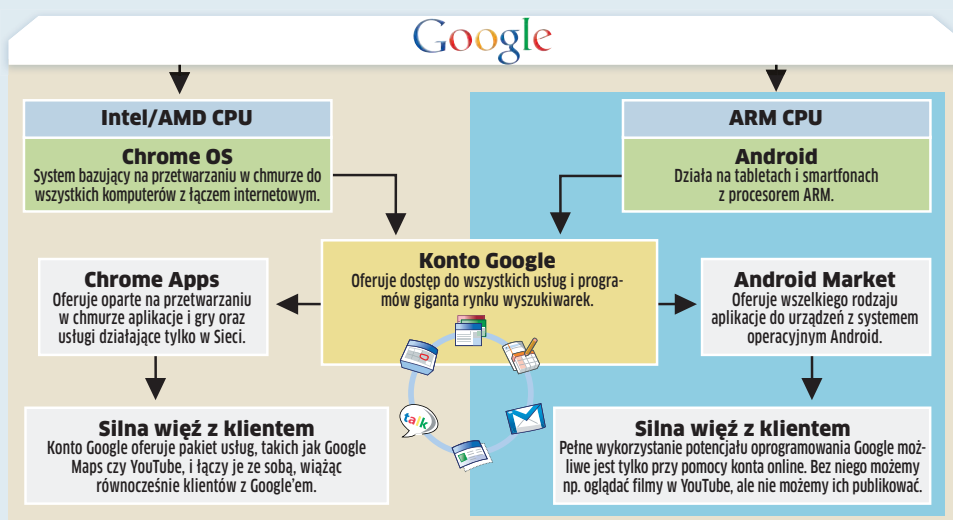 Google
Intel/AMD CPU
Chrome OS
System bazujący na przetwarzaniu w chmurze do
wszystkich komputerów z łączem internetowym.
ARM CPU
Android
Działa na tabletach i smartfonach
z procesorem ARM.
Konto Google
Oferuje dostęp do wszystkich usług i progra-
mów giganta rynku wyszukiwarek.
Chrome Apps
Oferuje oparte na przetwarzaniu
w chmurze aplikacje i gry oraz
usługi działające tylko w Sieci.
Android Market
Oferuje wszelkiego rodzaju
aplikacje do urządzeń z systemem
operacyjnym Android.
talk
Silna więź z klientem
Konto Google oferuje pakiet usług, takich jak Google
Maps czy YouTube, i łączy je ze sobą, wiążąc
równocześnie klientów z Google'em.
Silna więź z klientem
Pełne wykorzystanie potencjału oprogramowania Google moż-
liwe jest tylko przy pomocy konta online. Bez niego możemy
np. oglądać filmy w YouTube, ale nie możemy ich publikować.